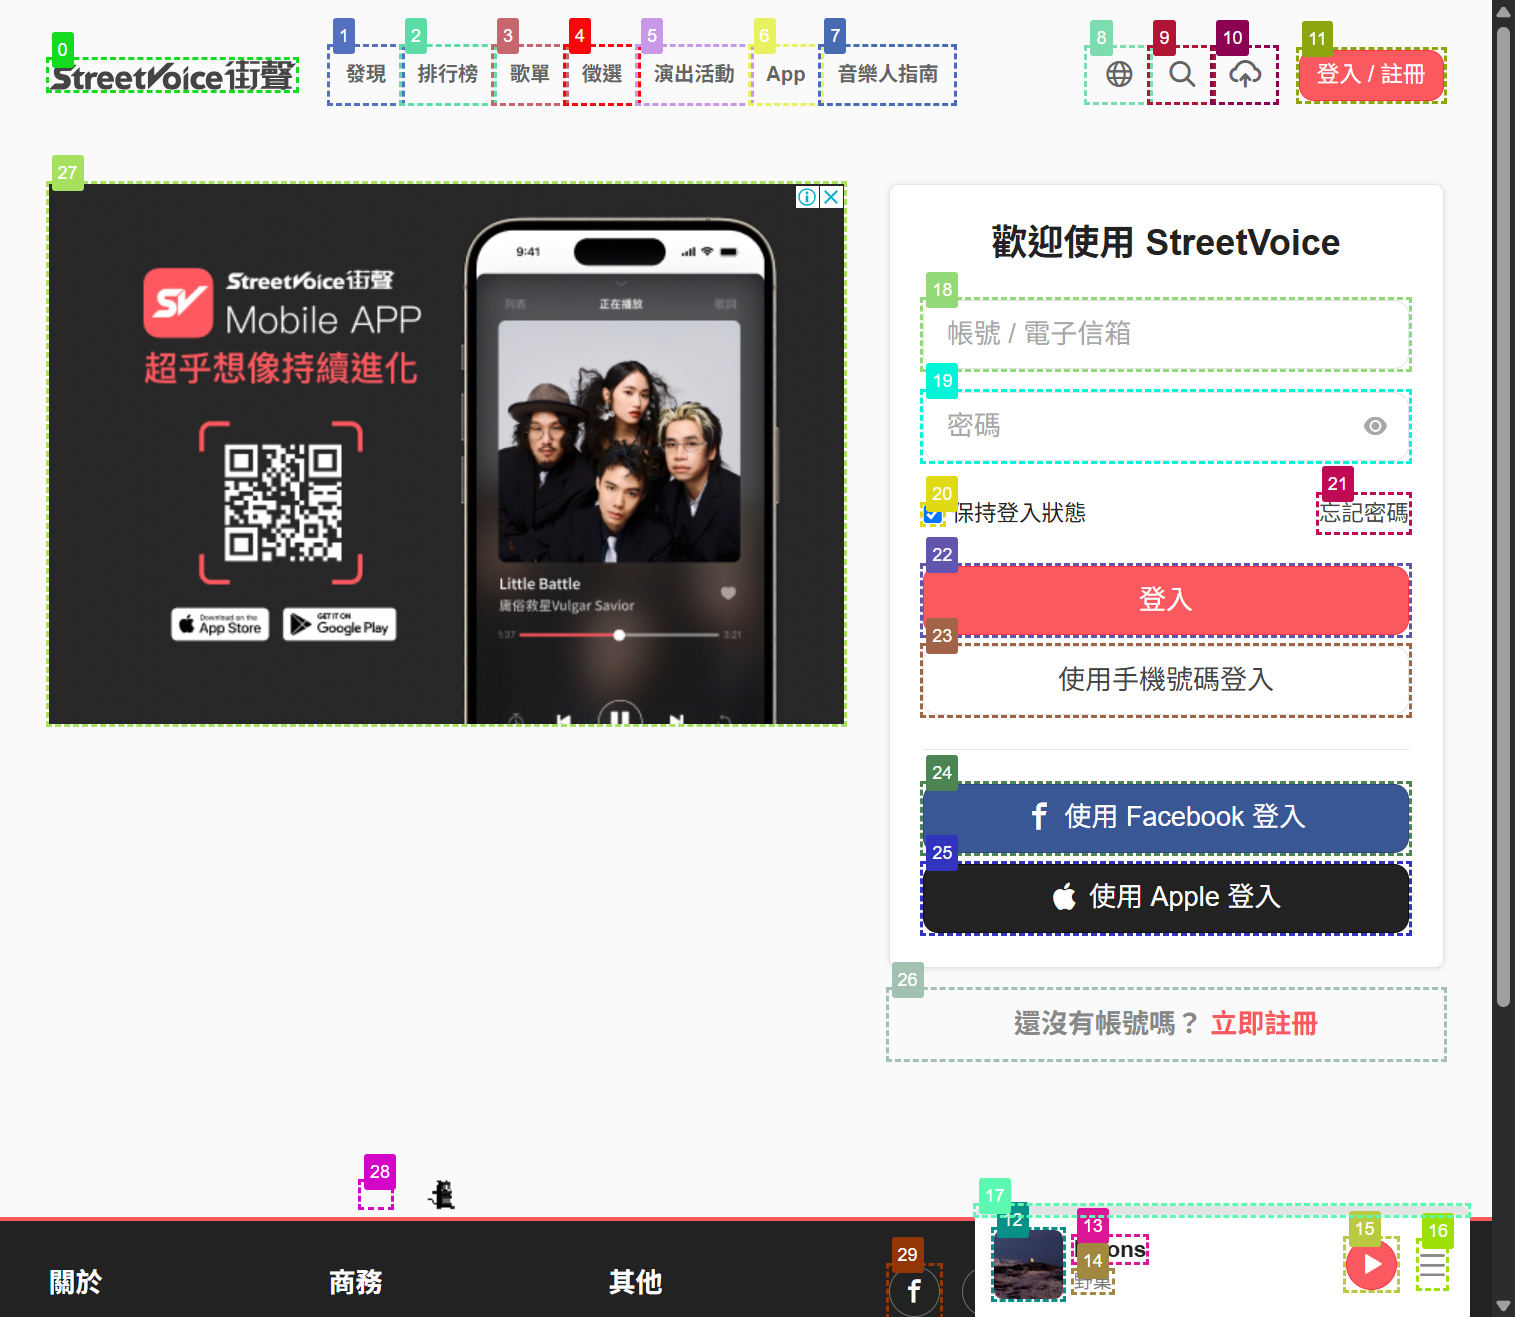 StreetVoice街聲
發現
排行榜
歌單
徵選
演出活動
App
音樂人指南
登入 / 註冊
0
1
2
3
4
5
6
7
8
9
10
11
27
StreetVoice街聲
Mobile APP
超乎想像持續進化
Download on the
App Store
GET IT ON
Google Play
9:41
列表
正在播放
歌詞
Little Battle
庸俗救星Vulgar Savior
1:37
3:21
歡迎使用 StreetVoice
18
帳號 / 電子信箱
19
密碼
20
保持登入狀態
21
忘記密碼
22
登入
23
使用手機號碼登入
24
使用 Facebook 登入
25
使用 Apple 登入
26
還沒有帳號嗎？ 立即註冊
28
關於
商務
其他
29
17
12
13
14
15
16